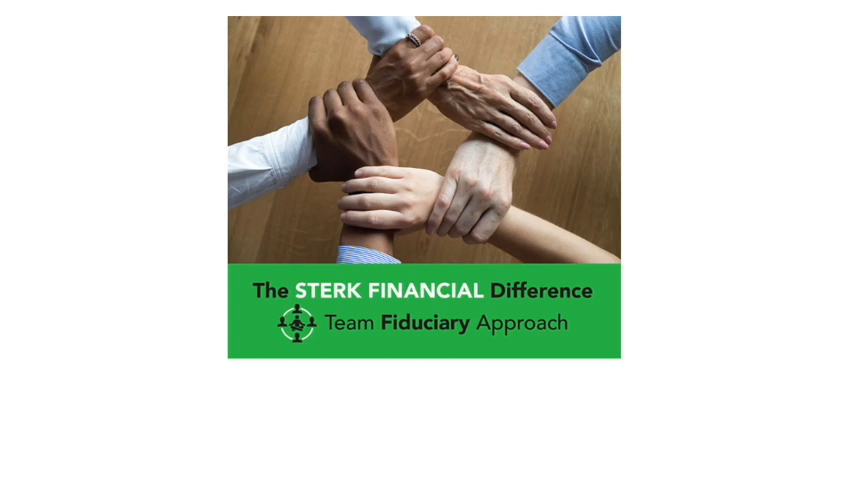 The STERK FINANCIAL Difference
Team Fiduciary Approach